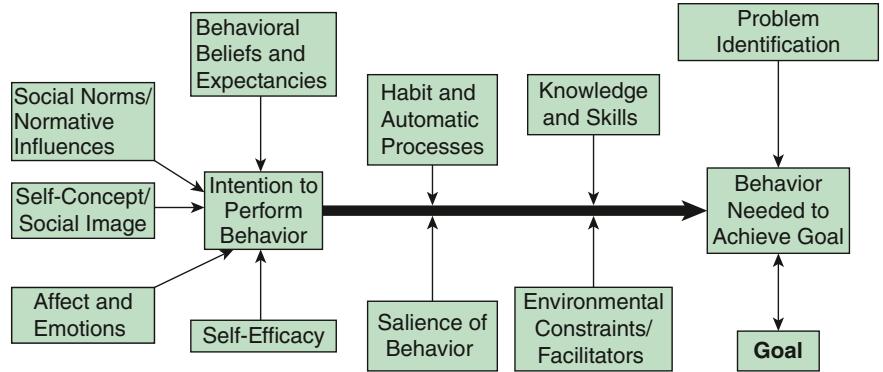 Behavioral
Beliefs and
Expectancies
Problem
Identification
Social Norms/
Normative
Influences
Habit and
Automatic
Processes
Knowledge
and Skills
Self-Concept/
Social Image
Intention to
Perform
Behavior
Behavior
Needed to
Achieve Goal
Affect and
Emotions
Self-Efficacy
Salience of
Behavior
Environmental
Constraints/
Facilitators
Goal